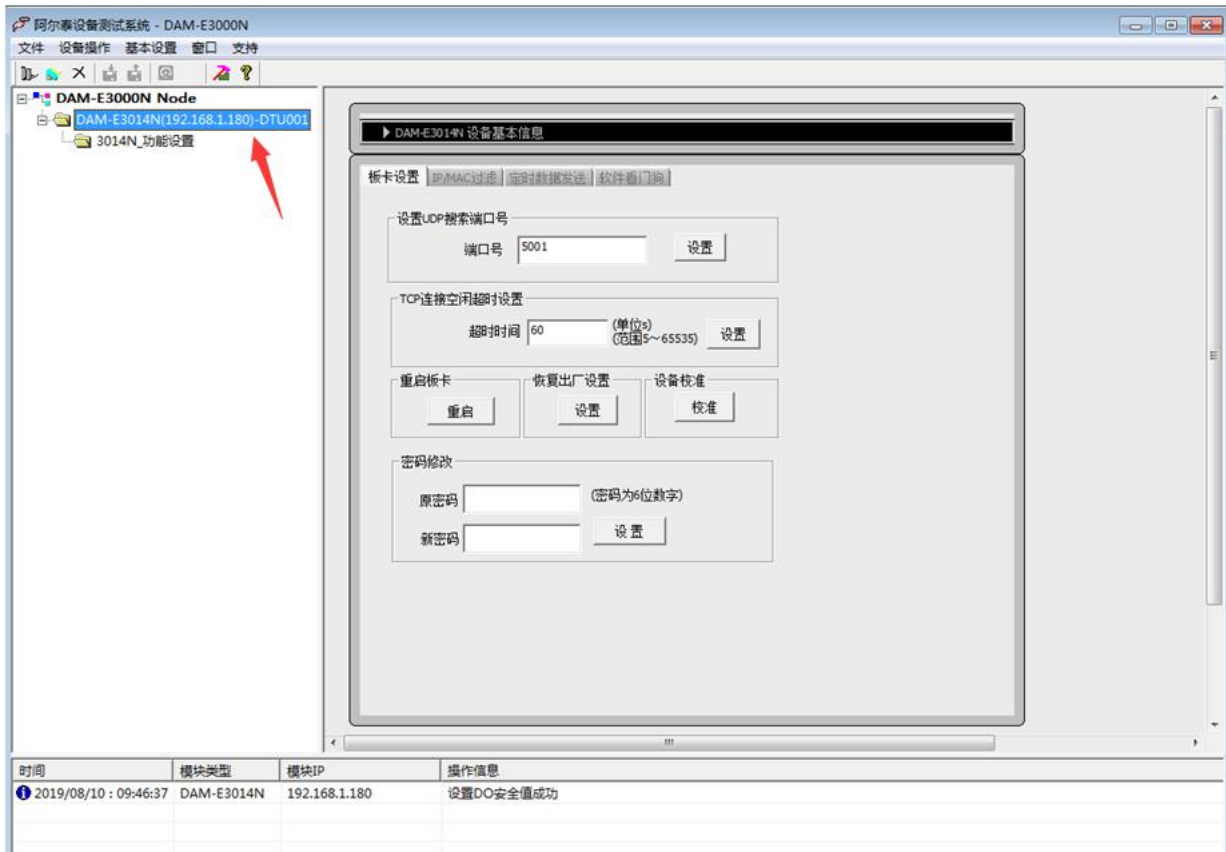 阿尔泰设备测试系统 - DAM-E3000N
文件 设备操作 基本设置 窗口 支持
DAM-E3000N Node
DAM-E3014N(192.168.1.180)-DTU001
3014N_功能设置
DAM-E3014N 设备基本信息
板卡设置 IP/MAC过滤 定时数据发送 软件看门狗
设置UDP搜索端口号
端口号 5001 设置
TCP连接空闲超时设置
超时时间 60 (单位s) 设置
(范围5～65535)
重启板卡 恢复出厂设置 设备校准
重启 设置 校准
密码修改
原密码 (密码为6位数字)
新密码 设 置
时间 模块类型 模块IP 操作信息
2019/08/10 : 09:46:37 DAM-E3014N 192.168.1.180 设置DO安全值成功